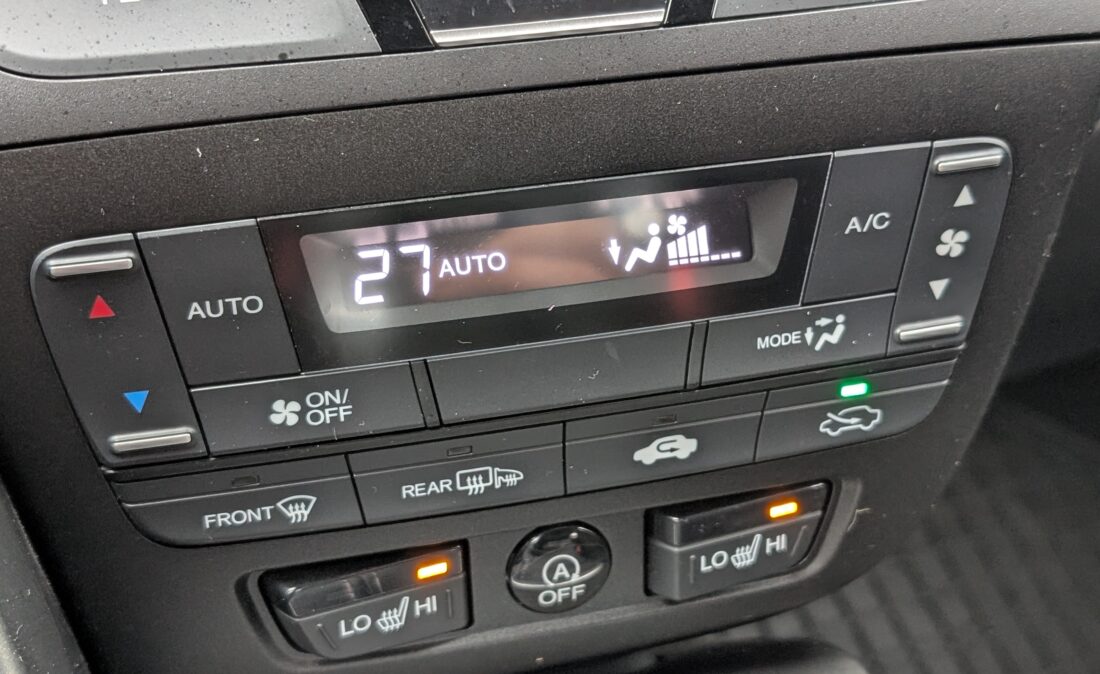 27 AUTO
AUTO
A/C
MODE
ON/
OFF
FRONT
REAR
LO HI
A
OFF
LO HI